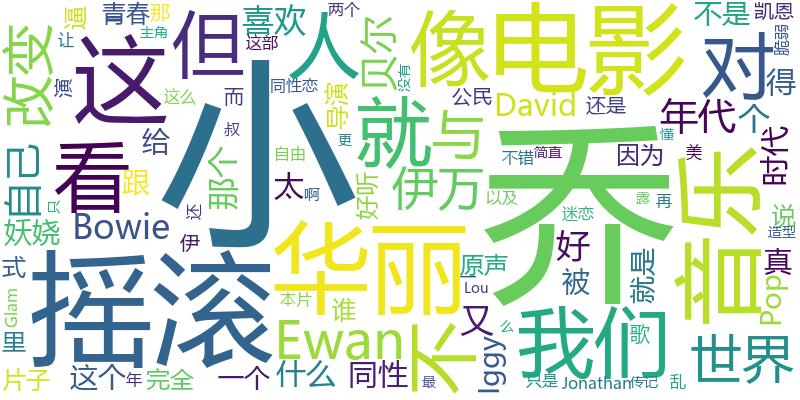 逼 青春 那 喜欢 两个 不是 凯恩
让 主角 但 人 这部 像 电影 对 脆弱
改变 这 演 同性恋 贝尔 没有 公民 David 还是 得
看 这么 而 导演 就 与 年代 个
自己 给 那个 叔 更 不错 简直 因为 懂 时代
跟 自由 太 啊 好听 伊万 以及 美
妖娆 Bowie 还 只 小 乔 迷恋 露 再 音乐 说
式 伊 华丽 原声 好 被 就是 造型 真
摇滚 本片 谁 一 Lou 又 Pop
里 Glam Ewan 不 Iggy 我们 歌 世界
片子 这个 年 完全 一个 什么 同性 最 么 只是 Jonathan 传记 乱